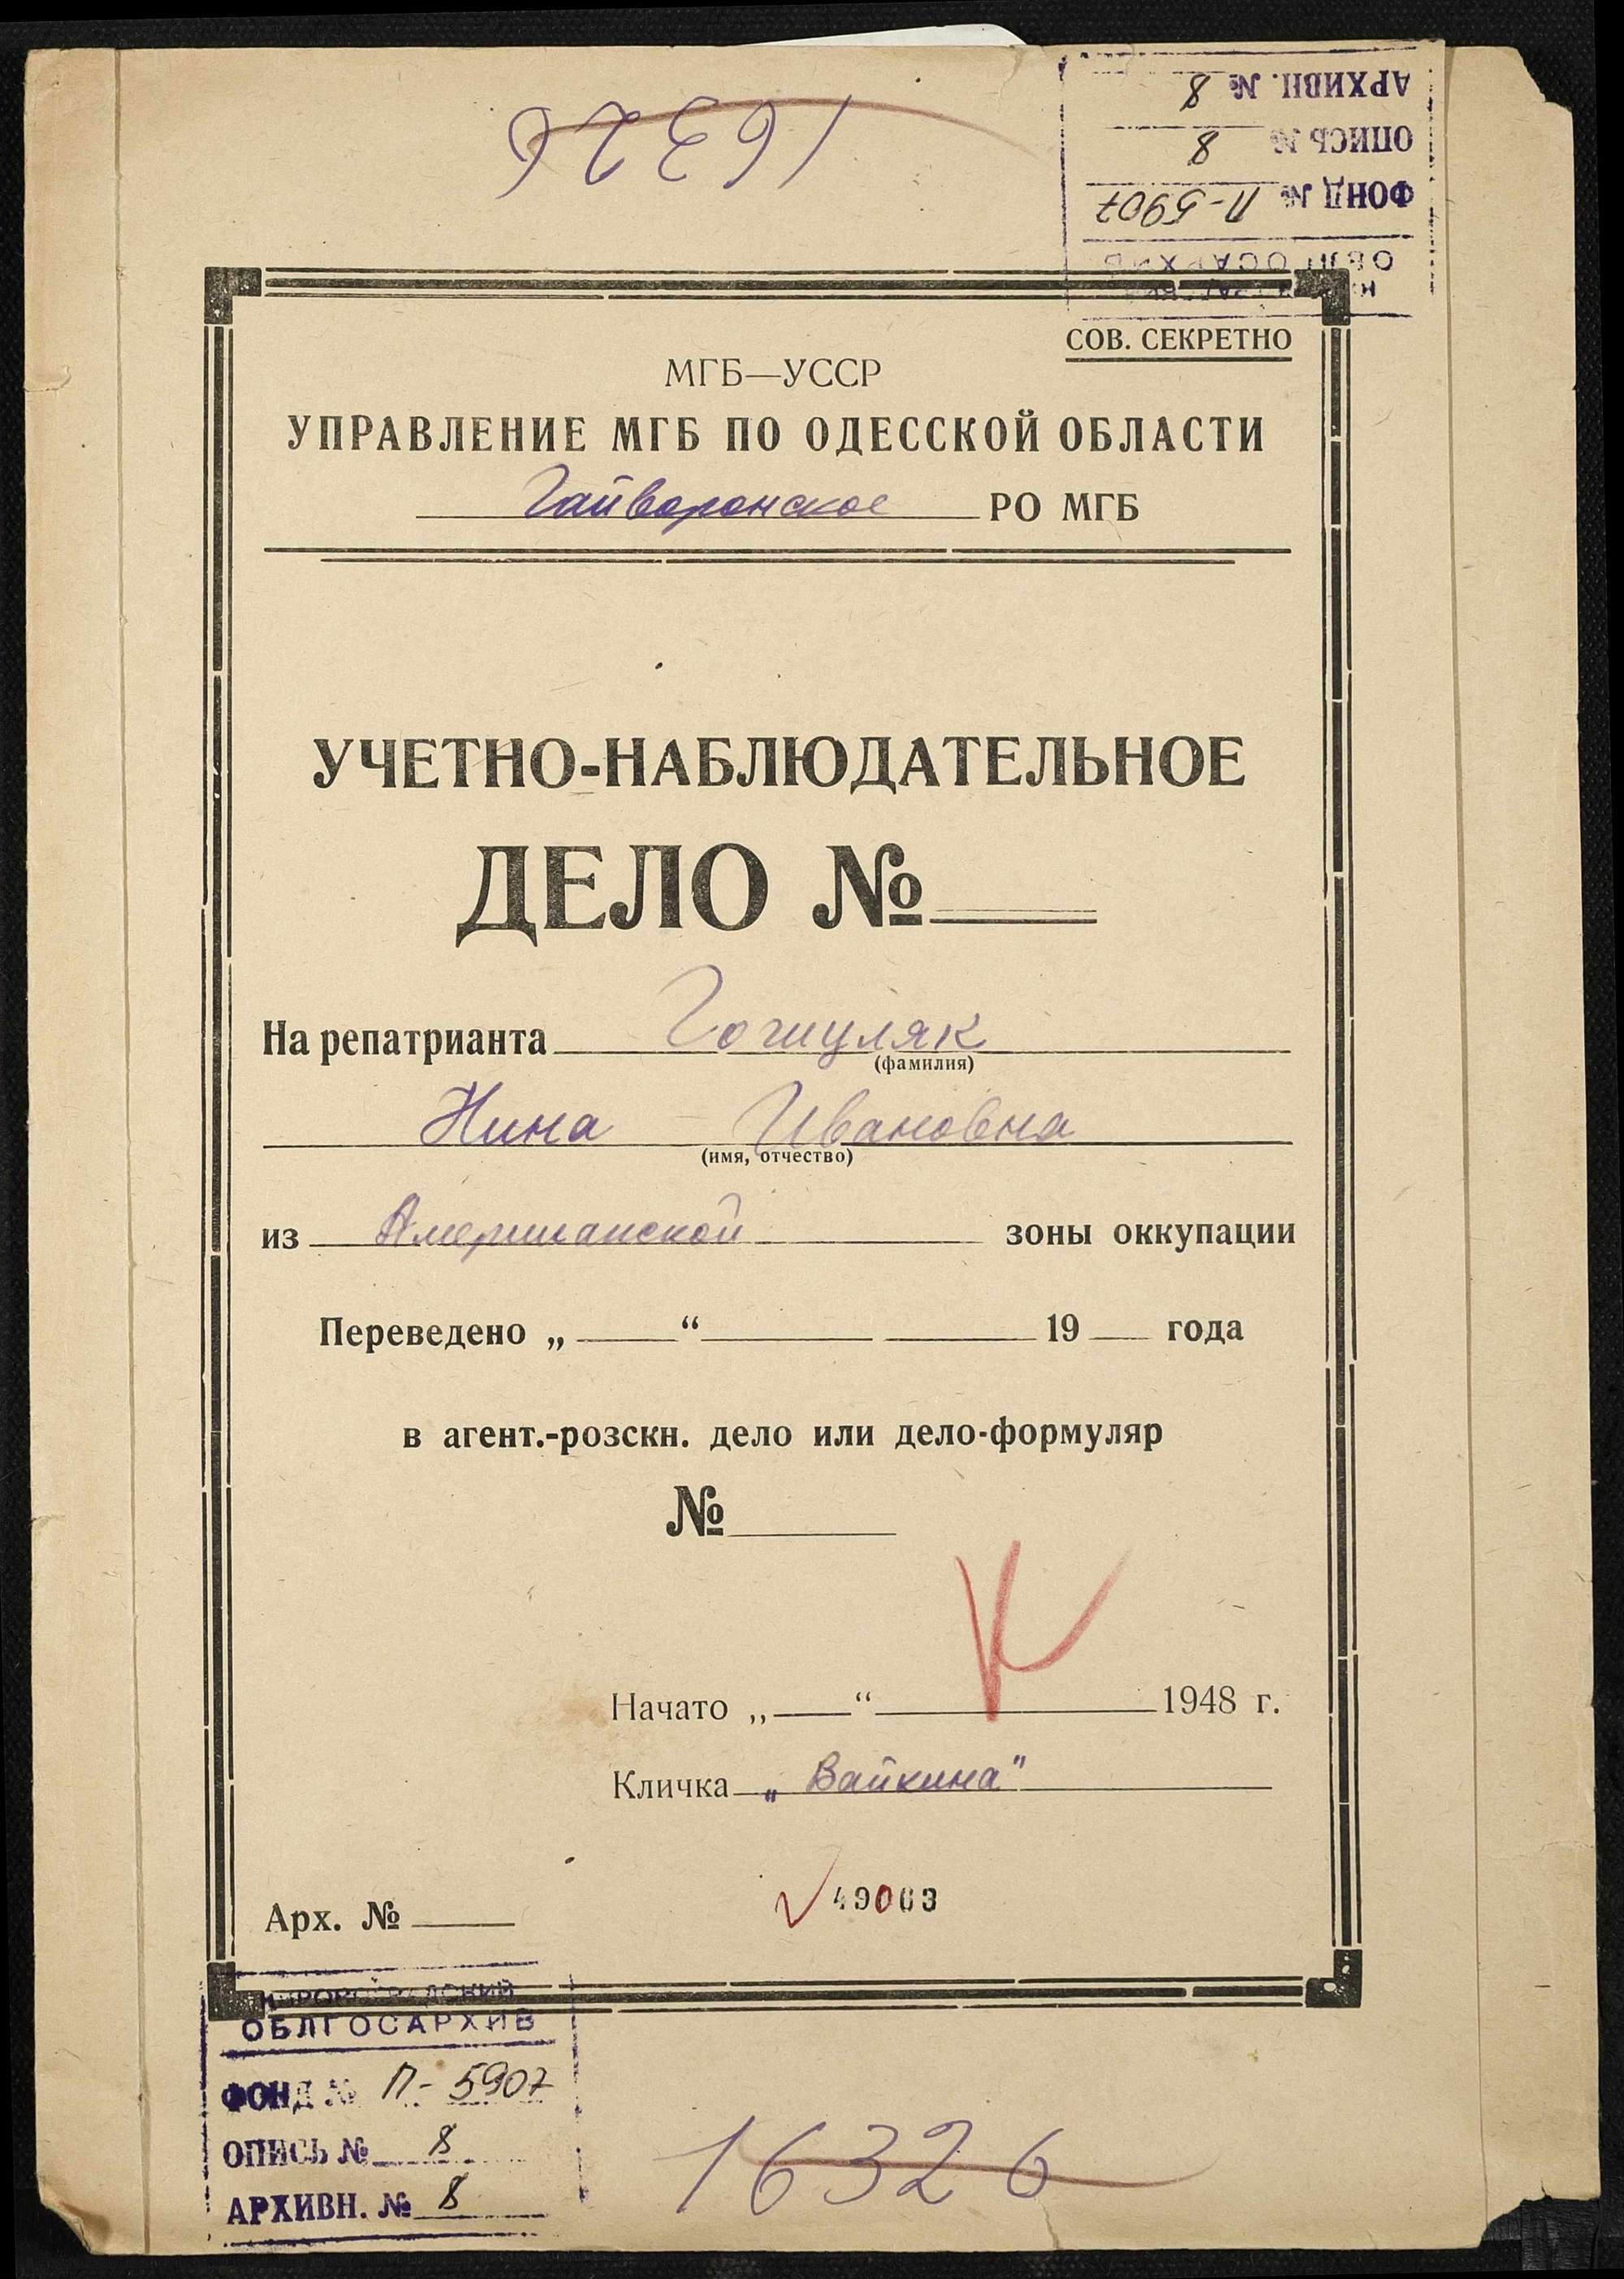 16326
АРХИВН. № 8
ОПИСЬ № 8
ФОНД № П-5907
ОБЛГОСАРХИВ
СОВ. СЕКРЕТНО
МГБ—УССР
УПРАВЛЕНИЕ МГБ ПО ОДЕССКОЙ ОБЛАСТИ
Гайворонское РО МГБ
УЧЕТНО-НАБЛЮДАТЕЛЬНОЕ
ДЕЛО №
На репатрианта Гогицуляк
(фамилия)
Нина Ивановна
(имя, отчество)
из Американской зоны оккупации
Переведено „ “ 19 года
в агент.-розскн. дело или дело-формуляр
№
К
Начато „ “ 1948 г.
Кличка „Вайкина"
49003
Арх. №
КИРОВОГРАДСКИЙ
ОБЛГОСАРХИВ
ФОНД № П-5907
ОПИСЬ № 8
АРХИВН. № 8
16326